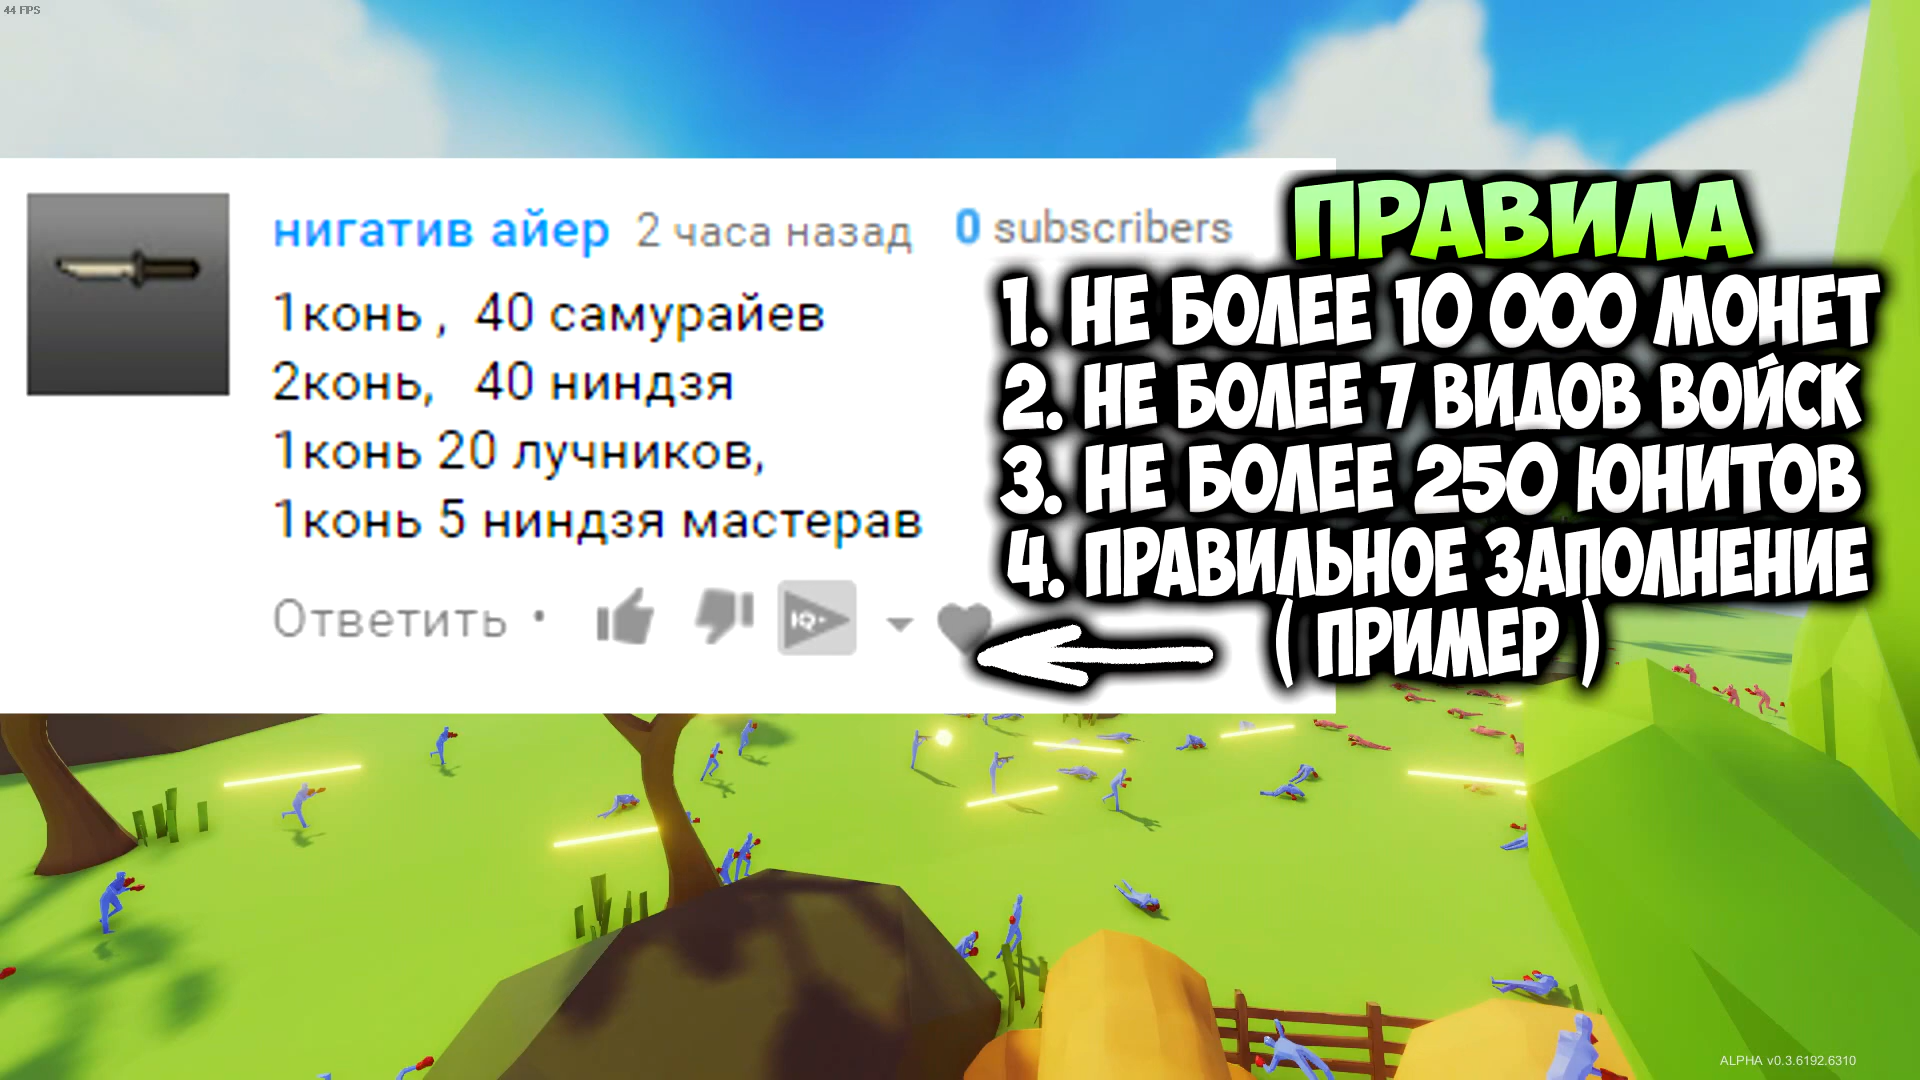 44 FPS
нигатив айер 2 часа назад 0 subscribers
1конь , 40 самурайев
2конь, 40 ниндзя
1конь 20 лучников,
1конь 5 ниндзя мастерав
Ответить •
IQ
ПРАВИЛА
1. НЕ БОЛЕЕ 10 000 МОНЕТ
2. НЕ БОЛЕЕ 7 ВИДОВ ВОЙСК
3. НЕ БОЛЕЕ 250 ЮНИТОВ
4. ПРАВИЛЬНОЕ ЗАПОЛНЕНИЕ
( ПРИМЕР )
ALPHA v0.3.6192.6310